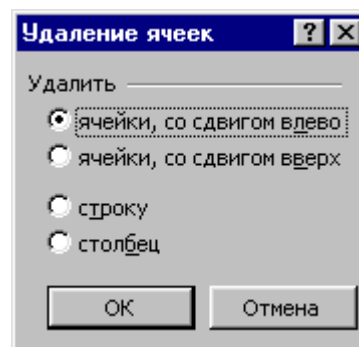 Удаление ячеек
Удалить
ячейки, со сдвигом влево
ячейки, со сдвигом вверх
строку
столбец
ОК
Отмена